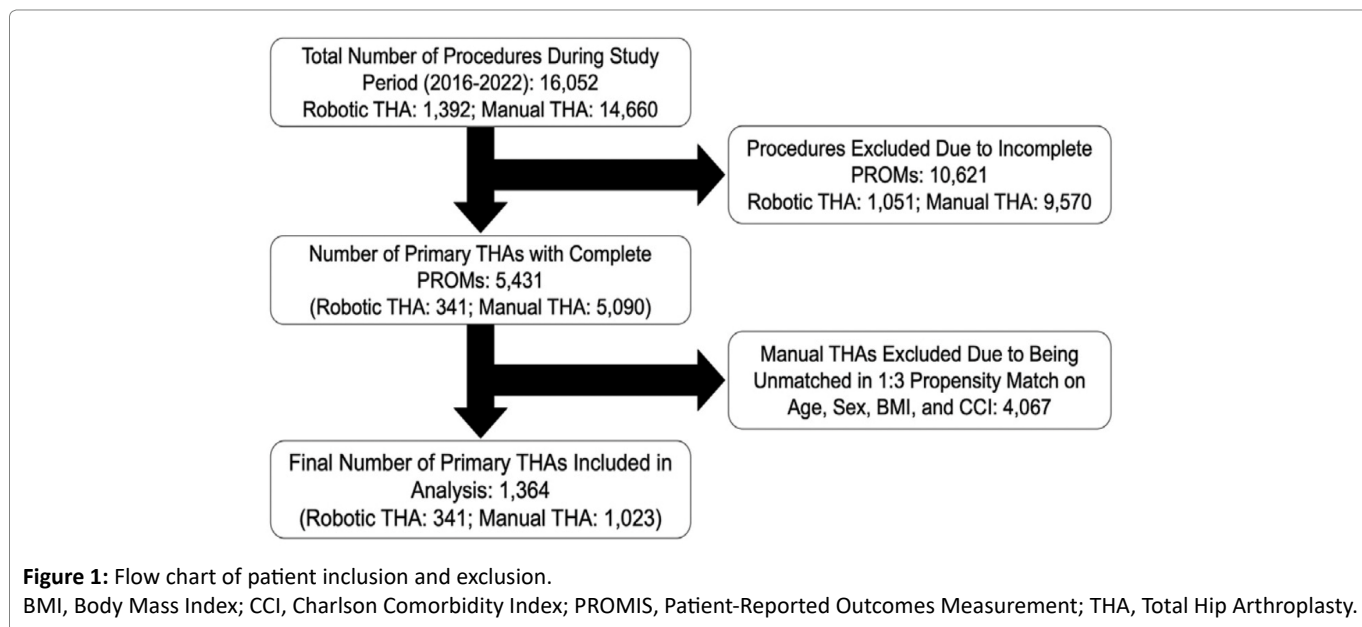 Total Number of Procedures During Study
Period (2016-2022): 16,052
Robotic THA: 1,392; Manual THA: 14,660
Procedures Excluded Due to Incomplete
PROMs: 10,621
Robotic THA: 1,051; Manual THA: 9,570
Number of Primary THAs with Complete
PROMs: 5,431
(Robotic THA: 341; Manual THA: 5,090)
Manual THAs Excluded Due to Being
Unmatched in 1:3 Propensity Match on
Age, Sex, BMI, and CCI: 4,067
Final Number of Primary THAs Included in
Analysis: 1,364
(Robotic THA: 341; Manual THA: 1,023)
Figure 1: Flow chart of patient inclusion and exclusion.
BMI, Body Mass Index; CCI, Charlson Comorbidity Index; PROMIS, Patient-Reported Outcomes Measurement; THA, Total Hip Arthroplasty.